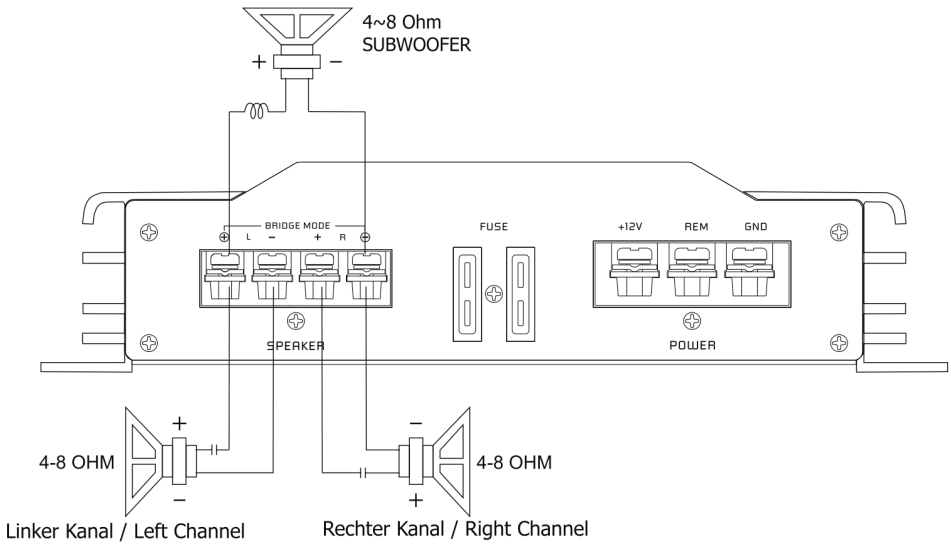 4~8 Ohm
SUBWOOFER
+ −
BRIDGE MODE
⊕ L − + R ⊖
FUSE
+12V REM GND
SPEAKER
POWER
+ −
4-8 OHM 4-8 OHM
− +
Linker Kanal / Left Channel
Rechter Kanal / Right Channel